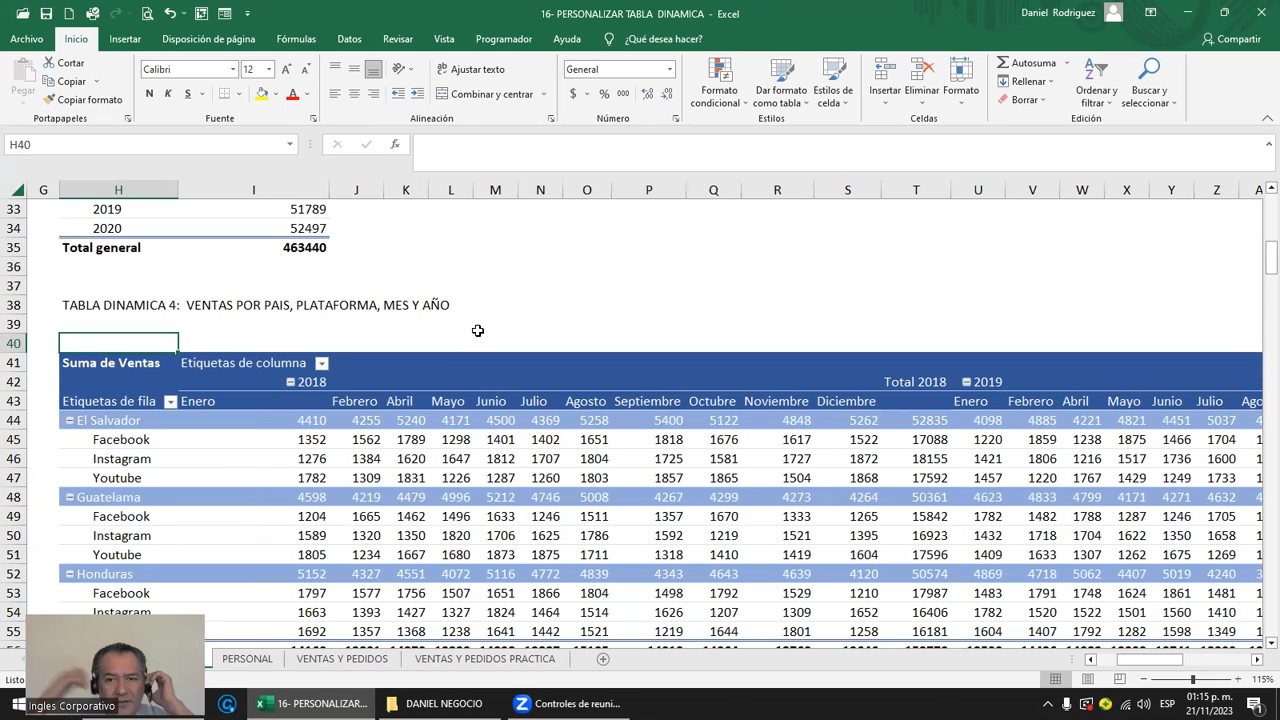 16- PERSONALIZAR TABLA DINAMICA - Excel
Daniel Rodriguez
Archivo Inicio Insertar Disposición de página Fórmulas Datos Revisar Vista Programador Ayuda ¿Qué desea hacer? Compartir
Pegar
Cortar
Copiar
Copiar formato
Portapapeles
Calibri 12
N K S
Fuente
Ajustar texto
Combinar y centrar
Alineación
General
$ % 000
Número
Formato condicional
Dar formato como tabla
Estilos de celda
Estilos
Insertar Eliminar Formato
Celdas
Autosuma
Rellenar
Borrar
Ordenar y filtrar
Buscar y seleccionar
Edición
H40
G H I J K L M N O P Q R S T U V W X Y Z A
33 2019 51789
34 2020 52497
35 Total general 463440
36
37
38 TABLA DINAMICA 4: VENTAS POR PAIS, PLATAFORMA, MES Y AÑO
39
40
41 Suma de Ventas Etiquetas de columna
42 2018 Total 2018 2019
43 Etiquetas de fila Enero Febrero Abril Mayo Junio Julio Agosto Septiembre Octubre Noviembre Diciembre Enero Febrero Abril Mayo Junio Julio Ago
44 El Salvador 4410 4255 5240 4171 4500 4369 5258 5400 5122 4848 5262 52835 4098 4885 4221 4821 4451 5037 4
45 Facebook 1352 1562 1789 1298 1401 1402 1651 1818 1676 1617 1522 17088 1220 1859 1238 1875 1466 1704 1
46 Instagram 1276 1384 1620 1647 1812 1707 1804 1725 1581 1727 1872 18155 1421 1806 1216 1517 1736 1600 1
47 Youtube 1782 1309 1831 1226 1287 1260 1803 1857 1865 1504 1868 17592 1457 1220 1767 1429 1249 1733 1
48 Guatelama 4598 4219 4479 4996 5212 4746 5008 4267 4299 4273 4264 50361 4623 4833 4799 4171 4271 4632 4
49 Facebook 1204 1665 1462 1496 1633 1246 1511 1357 1670 1333 1265 15842 1782 1482 1788 1287 1246 1705 1
50 Instagram 1589 1320 1350 1820 1706 1625 1786 1592 1219 1521 1395 16923 1432 1718 1704 1622 1350 1658 1
51 Youtube 1805 1234 1667 1680 1873 1875 1711 1318 1410 1419 1604 17596 1409 1633 1307 1262 1675 1269 1
52 Honduras 5152 4327 4551 4072 5116 4772 4839 4343 4643 4639 4120 50574 4869 4718 5062 4407 5019 4240 3
53 Facebook 1797 1577 1756 1507 1651 1866 1804 1498 1792 1529 1210 17987 1483 1791 1748 1624 1861 1481 1
54 Instagram 1663 1393 1427 1327 1824 1464 1514 1626 1207 1309 1652 16406 1782 1520 1522 1501 1560 1410 1
55 1692 1357 1368 1238 1641 1442 1521 1219 1644 1801 1258 16181 1604 1407 1792 1282 1598 1349 1
PERSONAL VENTAS Y PEDIDOS VENTAS Y PEDIDOS PRACTICA
Listo
115%
Ingles Corporativo
16- PERSONALIZAR...
DANIEL NEGOCIO
Controles de reuni...
ESP
01:15 p. m.
21/11/2023